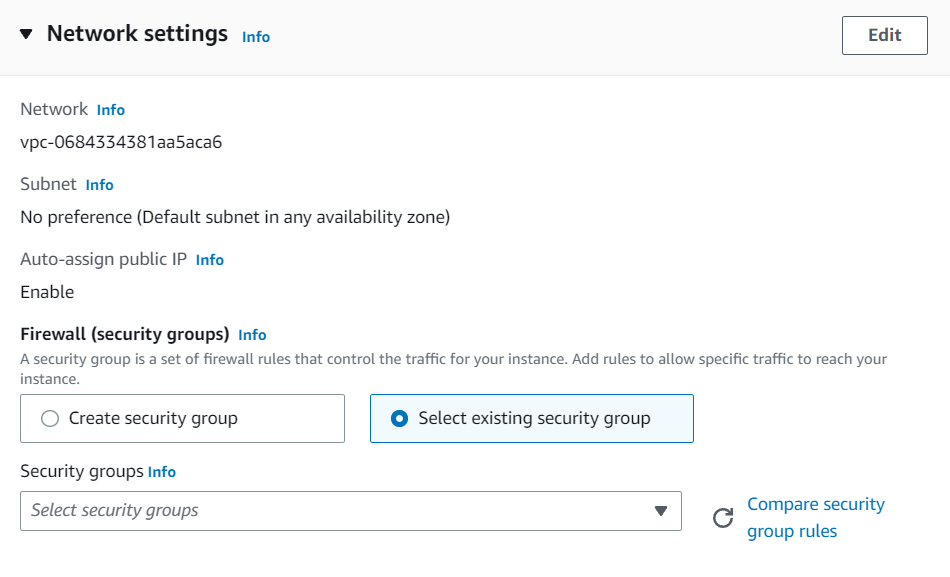 Network settings Info
Edit
Network Info
vpc-0684334381aa5aca6
Subnet Info
No preference (Default subnet in any availability zone)
Auto-assign public IP Info
Enable
Firewall (security groups) Info
A security group is a set of firewall rules that control the traffic for your instance. Add rules to allow specific traffic to reach your
instance.
Create security group
Select existing security group
Security groups Info
Select security groups
Compare security
group rules